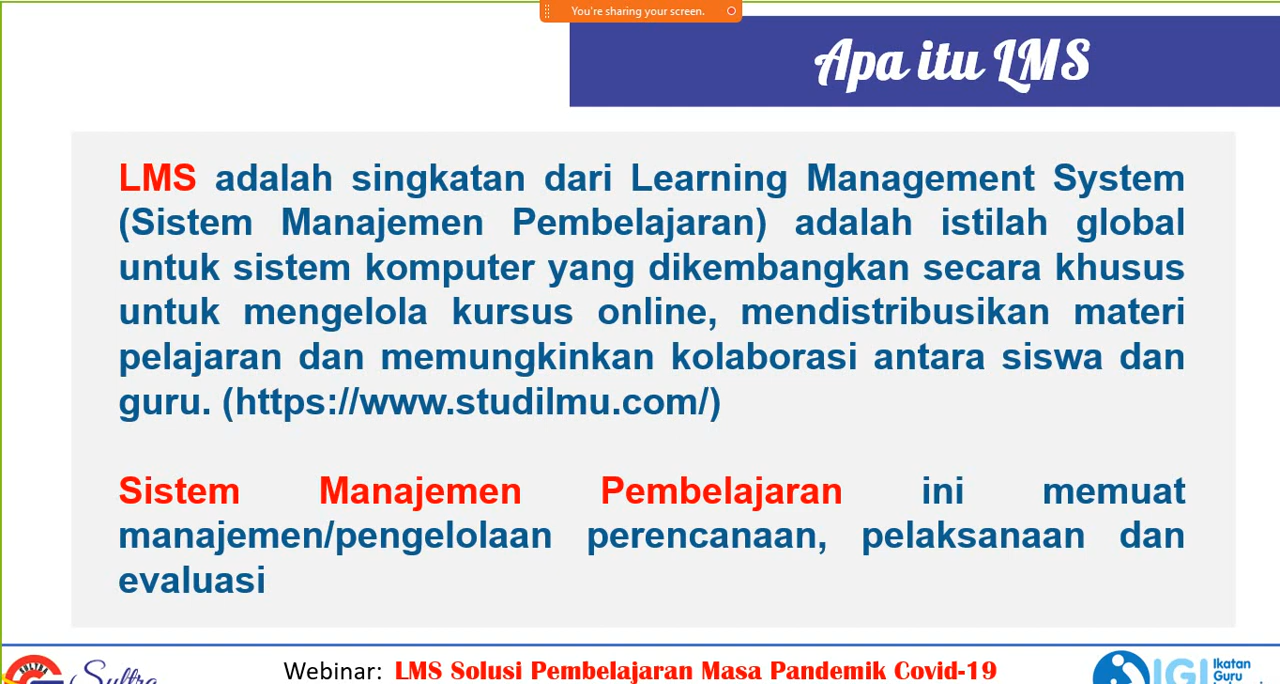 You're sharing your screen.
Apa itu LMS
LMS adalah singkatan dari Learning Management System
(Sistem Manajemen Pembelajaran) adalah istilah global
untuk sistem komputer yang dikembangkan secara khusus
untuk mengelola kursus online, mendistribusikan materi
pelajaran dan memungkinkan kolaborasi antara siswa dan
guru. (https://www.studilmu.com/)
Sistem Manajemen Pembelajaran ini memuat
manajemen/pengelolaan perencanaan, pelaksanaan dan
evaluasi
Sultra
Webinar: LMS Solusi Pembelajaran Masa Pandemik Covid-19
IGI
Ikatan
Guru